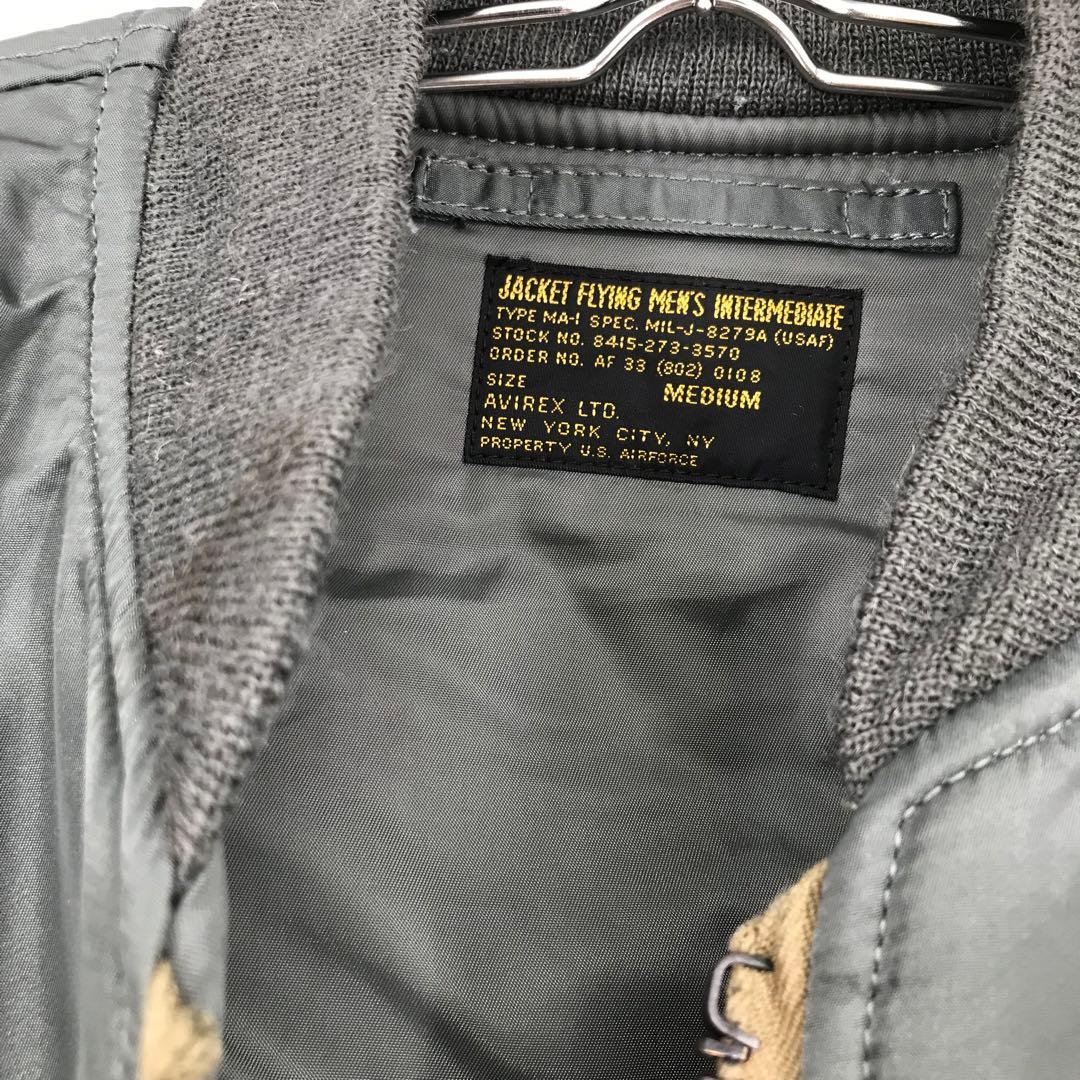 JACKET FLYING MEN'S INTERMEDIATE
TYPE MA-1 SPEC. MIL-J-8279A (USAF)
STOCK NO. 8415-273-3570
ORDER NO. AF 33 (802) 0108
SIZE MEDIUM
AVIREX LTD.
NEW YORK CITY, NY
PROPERTY U.S. AIRFORCE